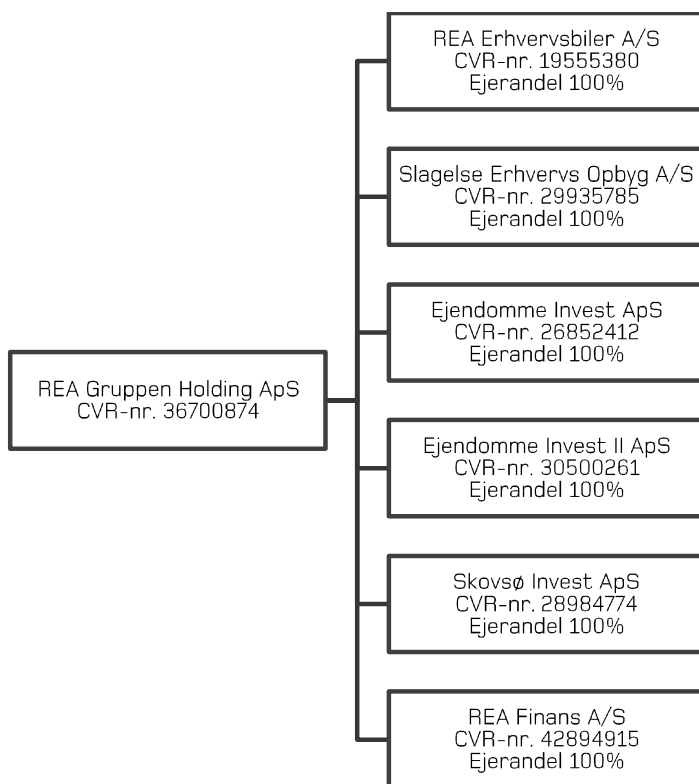 REA Erhvervsbiler A/S
CVR-nr. 19555380
Ejerandel 100%
Slagelse Erhvervs Opbyg A/S
CVR-nr. 29935785
Ejerandel 100%
Ejendomme Invest ApS
CVR-nr. 26852412
Ejerandel 100%
REA Gruppen Holding ApS
CVR-nr. 36700874
Ejendomme Invest II ApS
CVR-nr. 30500261
Ejerandel 100%
Skovsø Invest ApS
CVR-nr. 28984774
Ejerandel 100%
REA Finans A/S
CVR-nr. 42894915
Ejerandel 100%